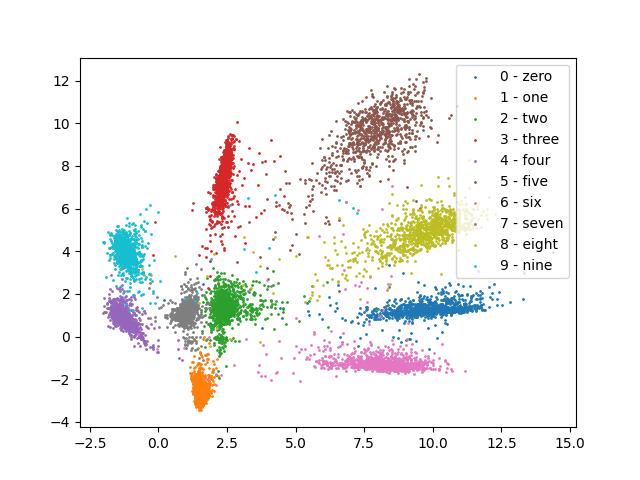 0 - zero
1 - one
2 - two
3 - three
4 - four
5 - five
6 - six
7 - seven
8 - eight
9 - nine
12
10
8
6
4
2
0
−2
−4
−2.5 0.0 2.5 5.0 7.5 10.0 12.5 15.0